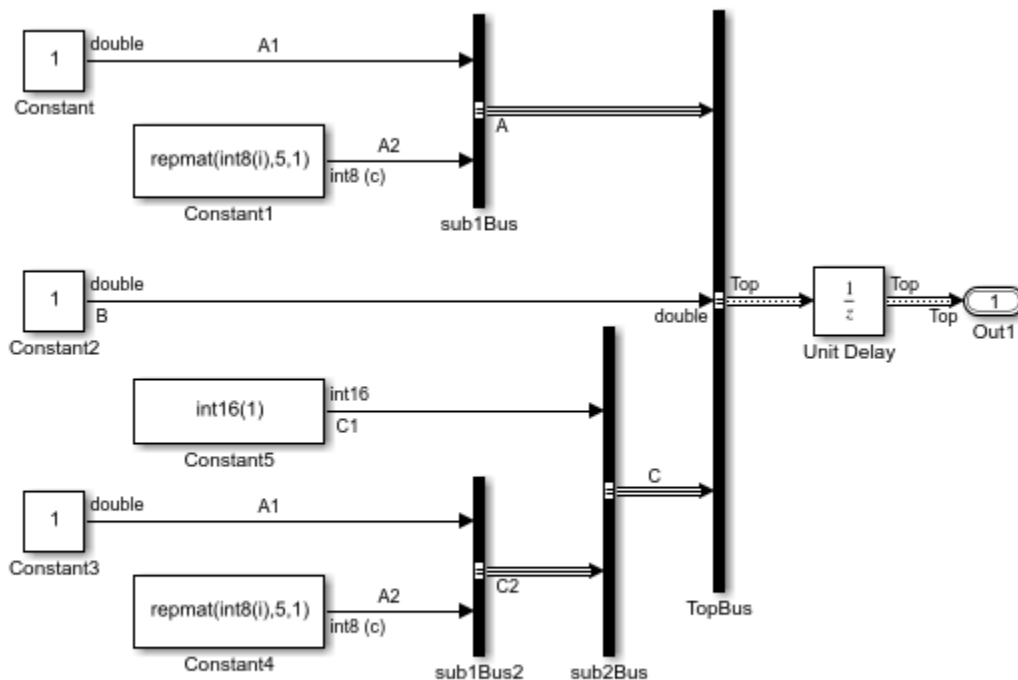 1
double
A1
Constant
repmat(int8(i),5,1)
A2
int8 (c)
Constant1
A
sub1Bus
1
double
B
Constant2
double
Top
1
z
Unit Delay
Top
Top
1
Out1
int16(1)
int16
C1
Constant5
1
double
A1
Constant3
repmat(int8(i),5,1)
A2
int8 (c)
Constant4
C2
sub1Bus2
C
sub2Bus
TopBus